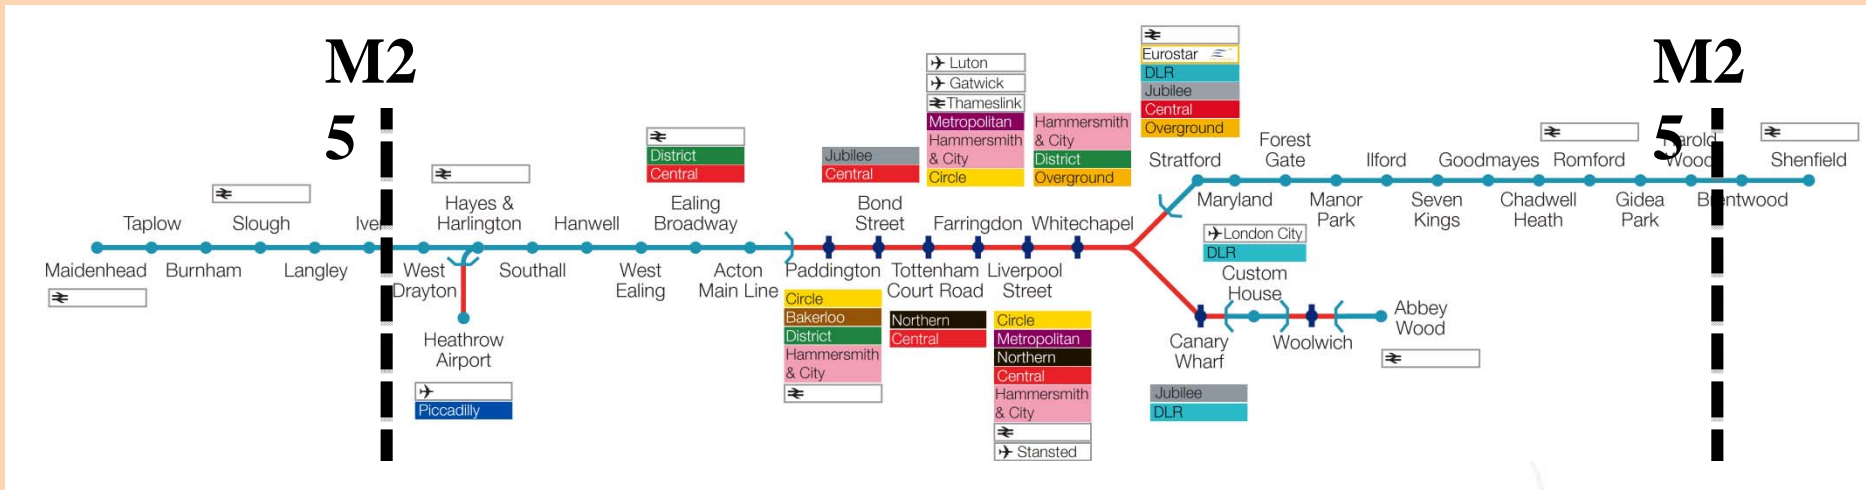 M2
5
M2
5
Luton
Gatwick
Thameslink
Metropolitan
Hammersmith
& City
Circle
Hammersmith
& City
District
Overground
Eurostar
DLR
Jubilee
Central
Overground
District
Central
Jubilee
Central
Taplow
Slough
Iver
Hayes &
Harlington
Hanwell
Ealing
Broadway
Bond
Street
Farringdon
Whitechapel
Stratford
Forest
Gate
Ilford
Goodmayes
Romford
Harold
Wood
Shenfield
Maidenhead
Burnham
Langley
West
Drayton
Southall
West
Ealing
Acton
Main Line
Paddington
Tottenham
Court Road
Liverpool
Street
Maryland
Manor
Park
Seven
Kings
Chadwell
Heath
Gidea
Park
Brentwood
London City
DLR
Custom
House
Heathrow
Airport
Piccadilly
Circle
Bakerloo
District
Hammersmith
& City
Northern
Central
Circle
Metropolitan
Northern
Central
Hammersmith
& City
Stansted
Canary
Wharf
Jubilee
DLR
Woolwich
Abbey
Wood